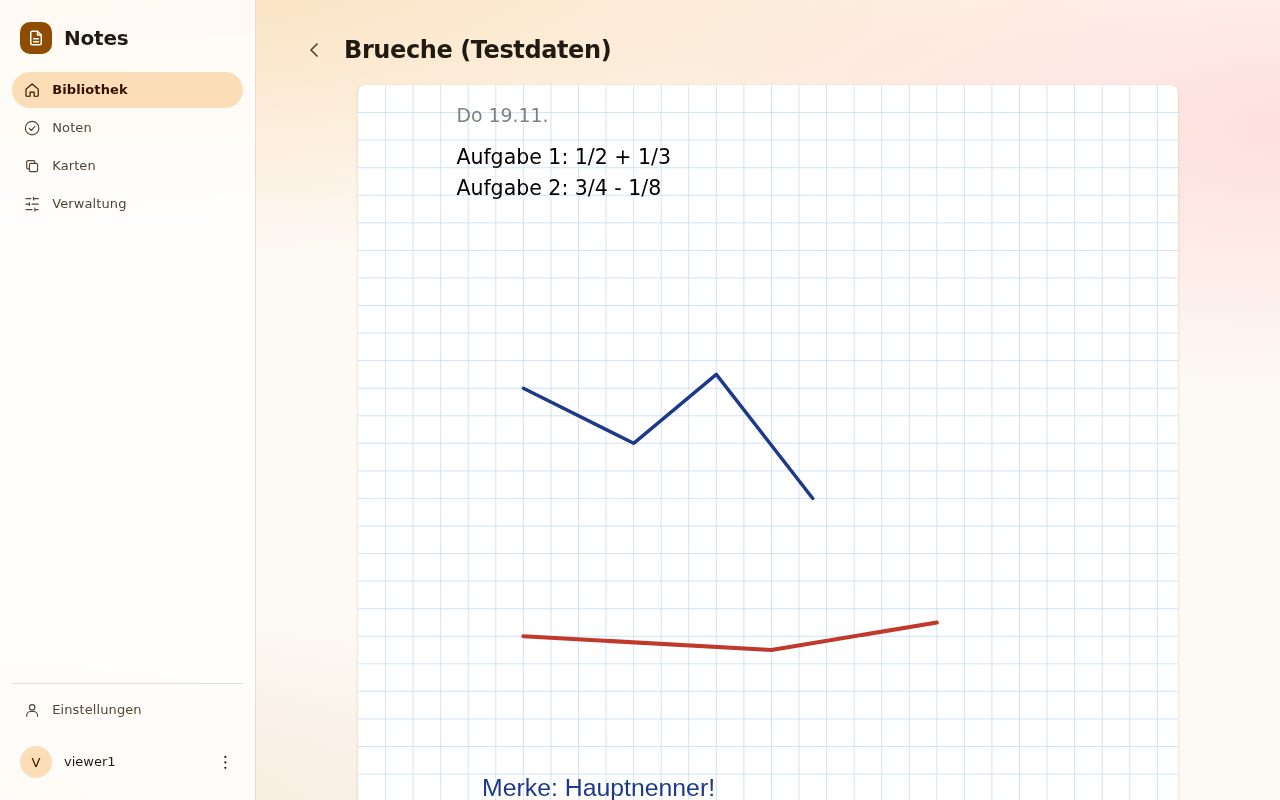 Notes
Bibliothek
Noten
Karten
Verwaltung
Einstellungen
V
viewer1
Brueche (Testdaten)
Do 19.11.
Aufgabe 1: 1/2 + 1/3
Aufgabe 2: 3/4 - 1/8
Merke: Hauptnenner!